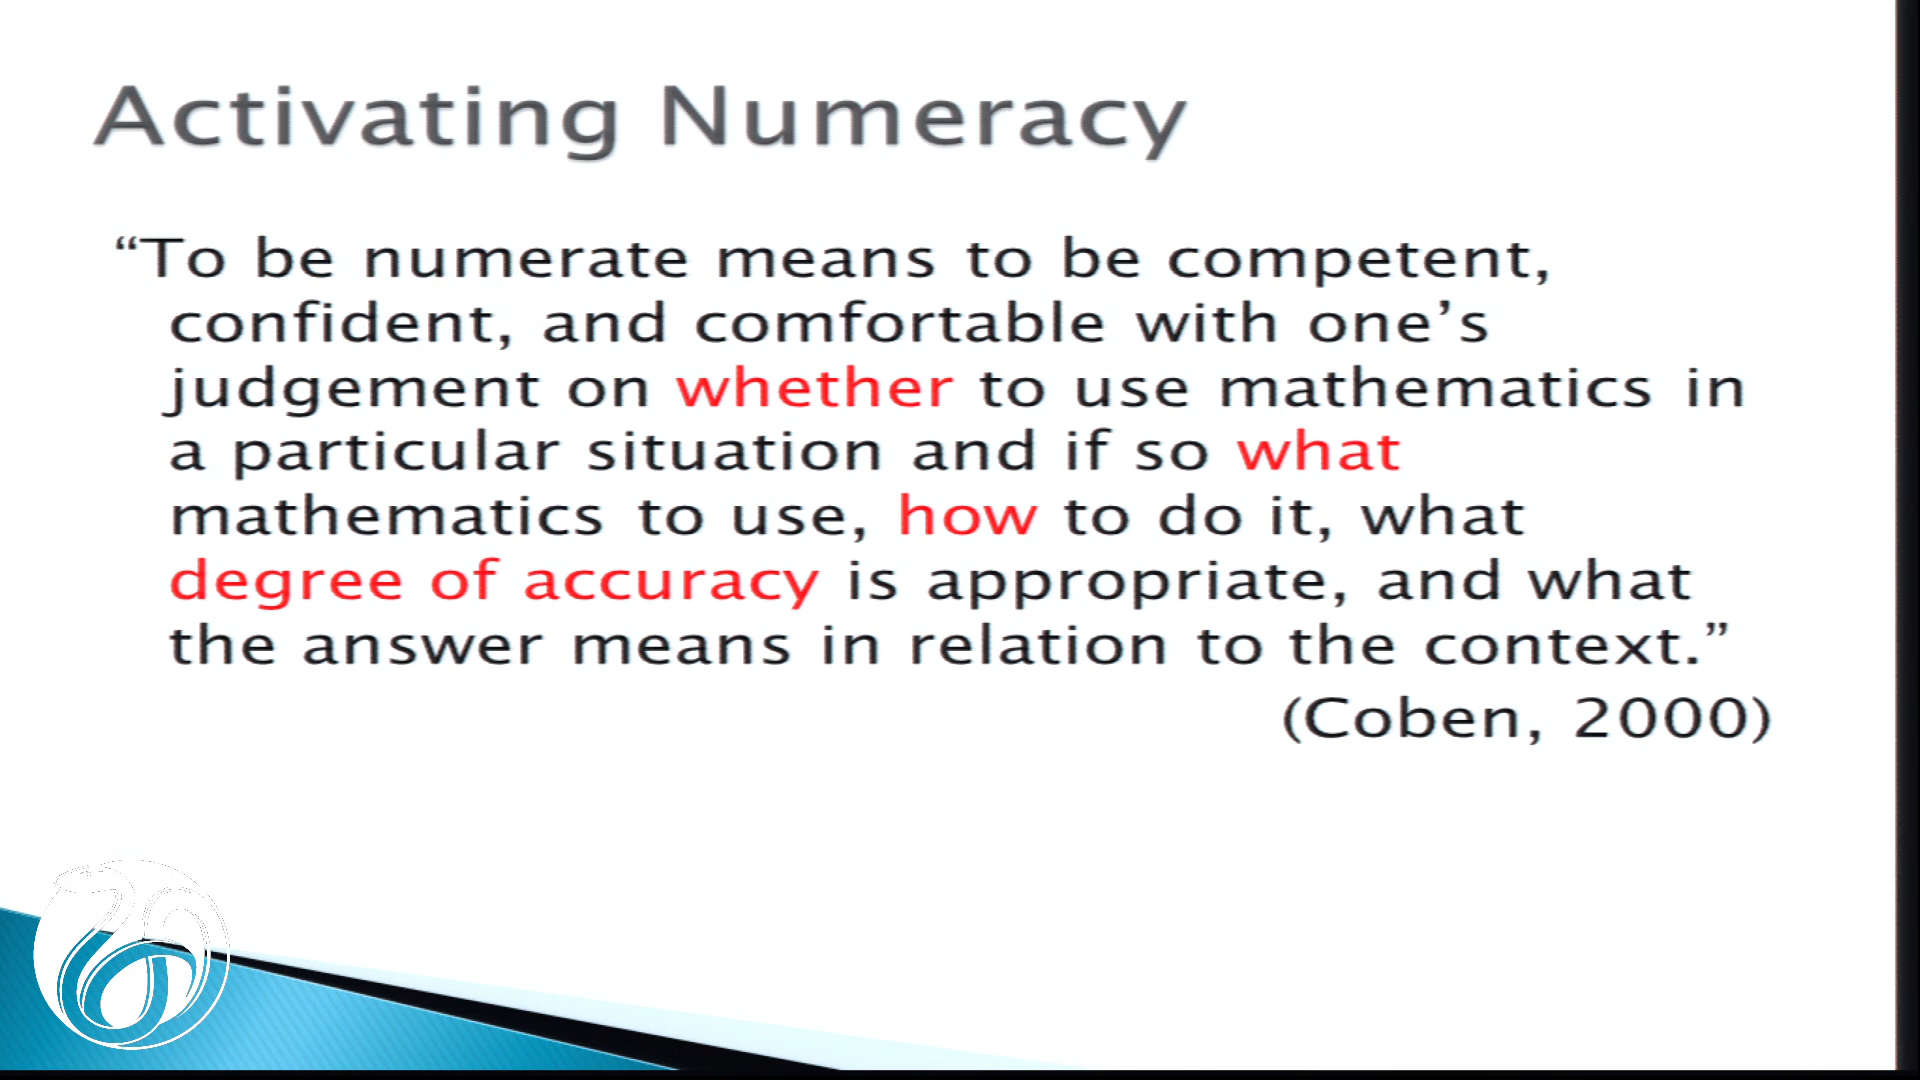 Activating Numeracy
“To be numerate means to be competent,
confident, and comfortable with one’s
judgement on whether to use mathematics in
a particular situation and if so what
mathematics to use, how to do it, what
degree of accuracy is appropriate, and what
the answer means in relation to the context.”
(Coben, 2000)